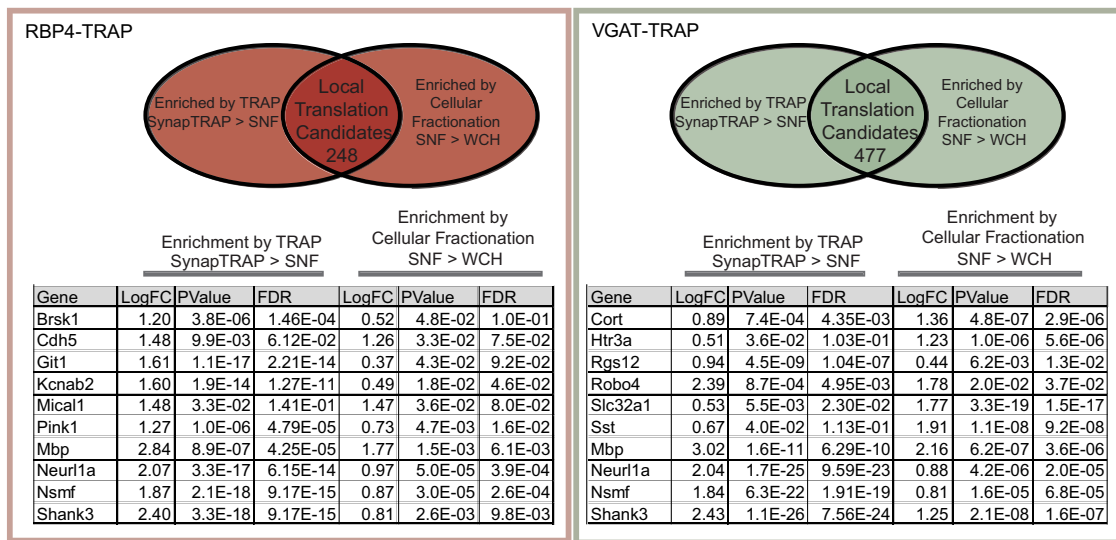 RBP4-TRAP
Enriched by TRAP
SynapTRAP > SNF
Local
Translation
Candidates
248
Enriched by
Cellular
Fractionation
SNF > WCH
Enrichment by TRAP
SynapTRAP > SNF
Enrichment by
Cellular Fractionation
SNF > WCH
Gene LogFC PValue FDR LogFC PValue FDR
Brsk1 1.20 3.8E-06 1.46E-04 0.52 4.8E-02 1.0E-01
Cdh5 1.48 9.9E-03 6.12E-02 1.26 3.3E-02 7.5E-02
Git1 1.61 1.1E-17 2.21E-14 0.37 4.3E-02 9.2E-02
Kcnab2 1.60 1.9E-14 1.27E-11 0.49 1.8E-02 4.6E-02
Mical1 1.48 3.3E-02 1.41E-01 1.47 3.6E-02 8.0E-02
Pink1 1.27 1.0E-06 4.79E-05 0.73 4.7E-03 1.6E-02
Mbp 2.84 8.9E-07 4.25E-05 1.77 1.5E-03 6.1E-03
Neurl1a 2.07 3.3E-17 6.15E-14 0.97 5.0E-05 3.9E-04
Nsmf 1.87 2.1E-18 9.17E-15 0.87 3.0E-05 2.6E-04
Shank3 2.40 3.3E-18 9.17E-15 0.81 2.6E-03 9.8E-03
VGAT-TRAP
Enriched by TRAP
SynapTRAP > SNF
Local
Translation
Candidates
477
Enriched by
Cellular
Fractionation
SNF > WCH
Enrichment by TRAP
SynapTRAP > SNF
Enrichment by
Cellular Fractionation
SNF > WCH
Gene LogFC PValue FDR LogFC PValue FDR
Cort 0.89 7.4E-04 4.35E-03 1.36 4.8E-07 2.9E-06
Htr3a 0.51 3.6E-02 1.03E-01 1.23 1.0E-06 5.6E-06
Rgs12 0.94 4.5E-09 1.04E-07 0.44 6.2E-03 1.3E-02
Robo4 2.39 8.7E-04 4.95E-03 1.78 2.0E-02 3.7E-02
Slc32a1 0.53 5.5E-03 2.30E-02 1.77 3.3E-19 1.5E-17
Sst 0.67 4.0E-02 1.13E-01 1.91 1.1E-08 9.2E-08
Mbp 3.02 1.6E-11 6.29E-10 2.16 6.2E-07 3.6E-06
Neurl1a 2.04 1.7E-25 9.59E-23 0.88 4.2E-06 2.0E-05
Nsmf 1.84 6.3E-22 1.91E-19 0.81 1.6E-05 6.8E-05
Shank3 2.43 1.1E-26 7.56E-24 1.25 2.1E-08 1.6E-07